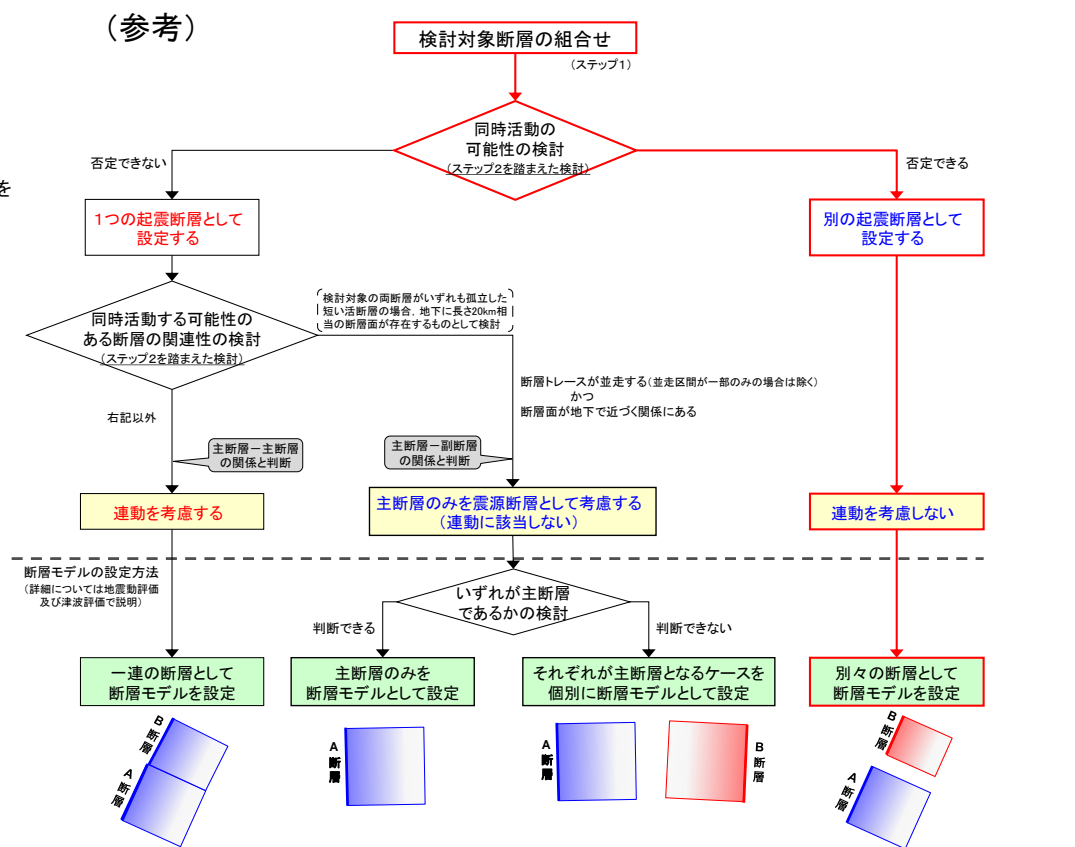 （参考）
検討対象断層の組合せ
（ステップ1）
同時活動の
可能性の検討
（ステップ2を踏まえた検討）
否定できない
否定できる
を
1つの起震断層として
設定する
別の起震断層として
設定する
検討対象の両断層がいずれも孤立した
短い活断層の場合，地下に長さ20km相
当の断層面が存在するものとして検討
同時活動する可能性の
ある断層の関連性の検討
（ステップ2を踏まえた検討）
断層トレースが並走する（並走区間が一部のみの場合は除く）
かつ
断層面が地下で近づく関係にある
右記以外
主断層－主断層
の関係と判断
主断層－副断層
の関係と判断
連動を考慮する
主断層のみを震源断層として考慮する
（連動に該当しない）
連動を考慮しない
断層モデルの設定方法
（詳細については地震動評価
及び津波評価で説明）
いずれが主断層
であるかの検討
判断できる
判断できない
一連の断層として
断層モデルを設定
主断層のみを
断層モデルとして設定
それぞれが主断層となるケースを
個別に断層モデルとして設定
別々の断層として
断層モデルを設定
B断層
A断層
A断層
A断層
B断層
B断層
A断層